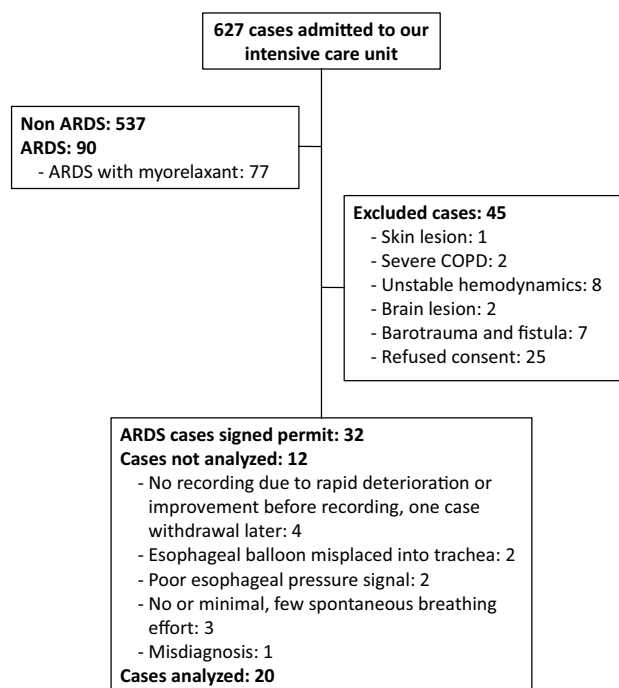 627 cases admitted to our
intensive care unit
Non ARDS: 537
ARDS: 90
- ARDS with myorelaxant: 77
Excluded cases: 45
- Skin lesion: 1
- Severe COPD: 2
- Unstable hemodynamics: 8
- Brain lesion: 2
- Barotrauma and fistula: 7
- Refused consent: 25
ARDS cases signed permit: 32
Cases not analyzed: 12
- No recording due to rapid deterioration or
improvement before recording, one case
withdrawal later: 4
- Esophageal balloon misplaced into trachea: 2
- Poor esophageal pressure signal: 2
- No or minimal, few spontaneous breathing
effort: 3
- Misdiagnosis: 1
Cases analyzed: 20